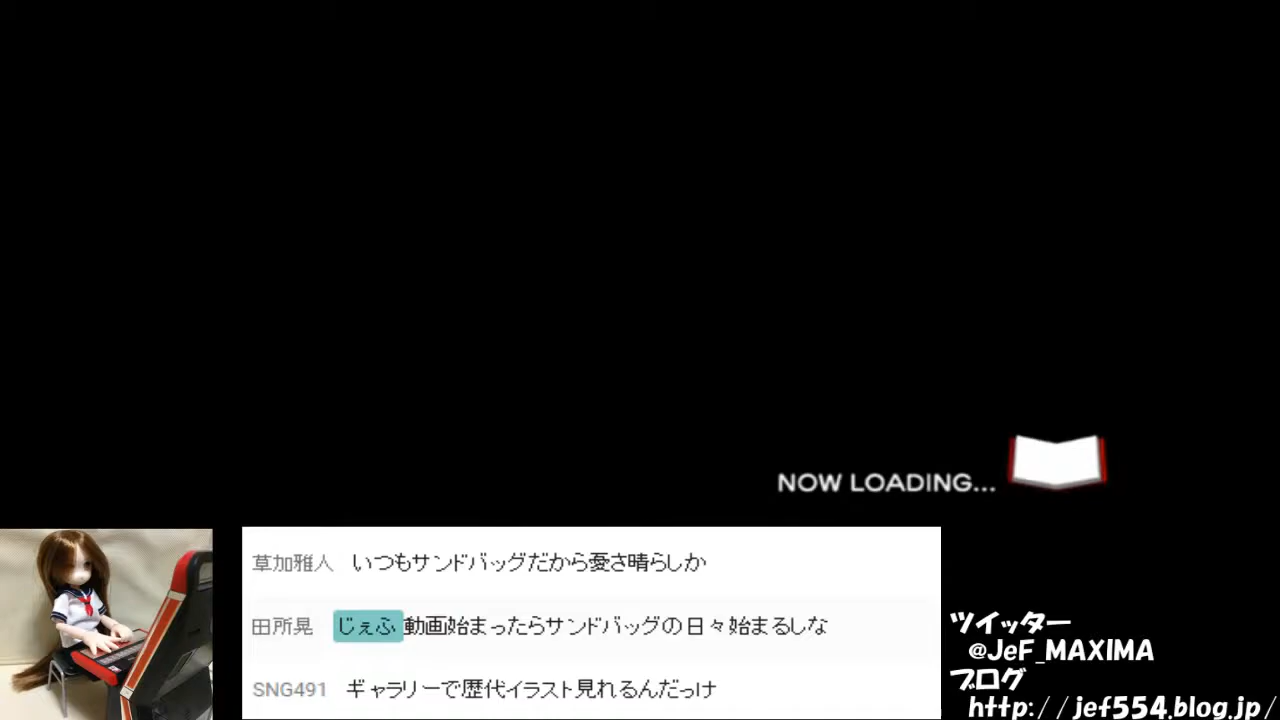 NOW LOADING...
草加雅人 いつもサンドバッグだから憂さ晴らしか
田所晃 じぇふ動画始まったらサンドバッグの日々始まるしな
SNG491 ギャラリーで歴代イラスト見れるんだっけ
ツイッター
@JeF_MAXIMA
ブログ
http://jef554.blog.jp/